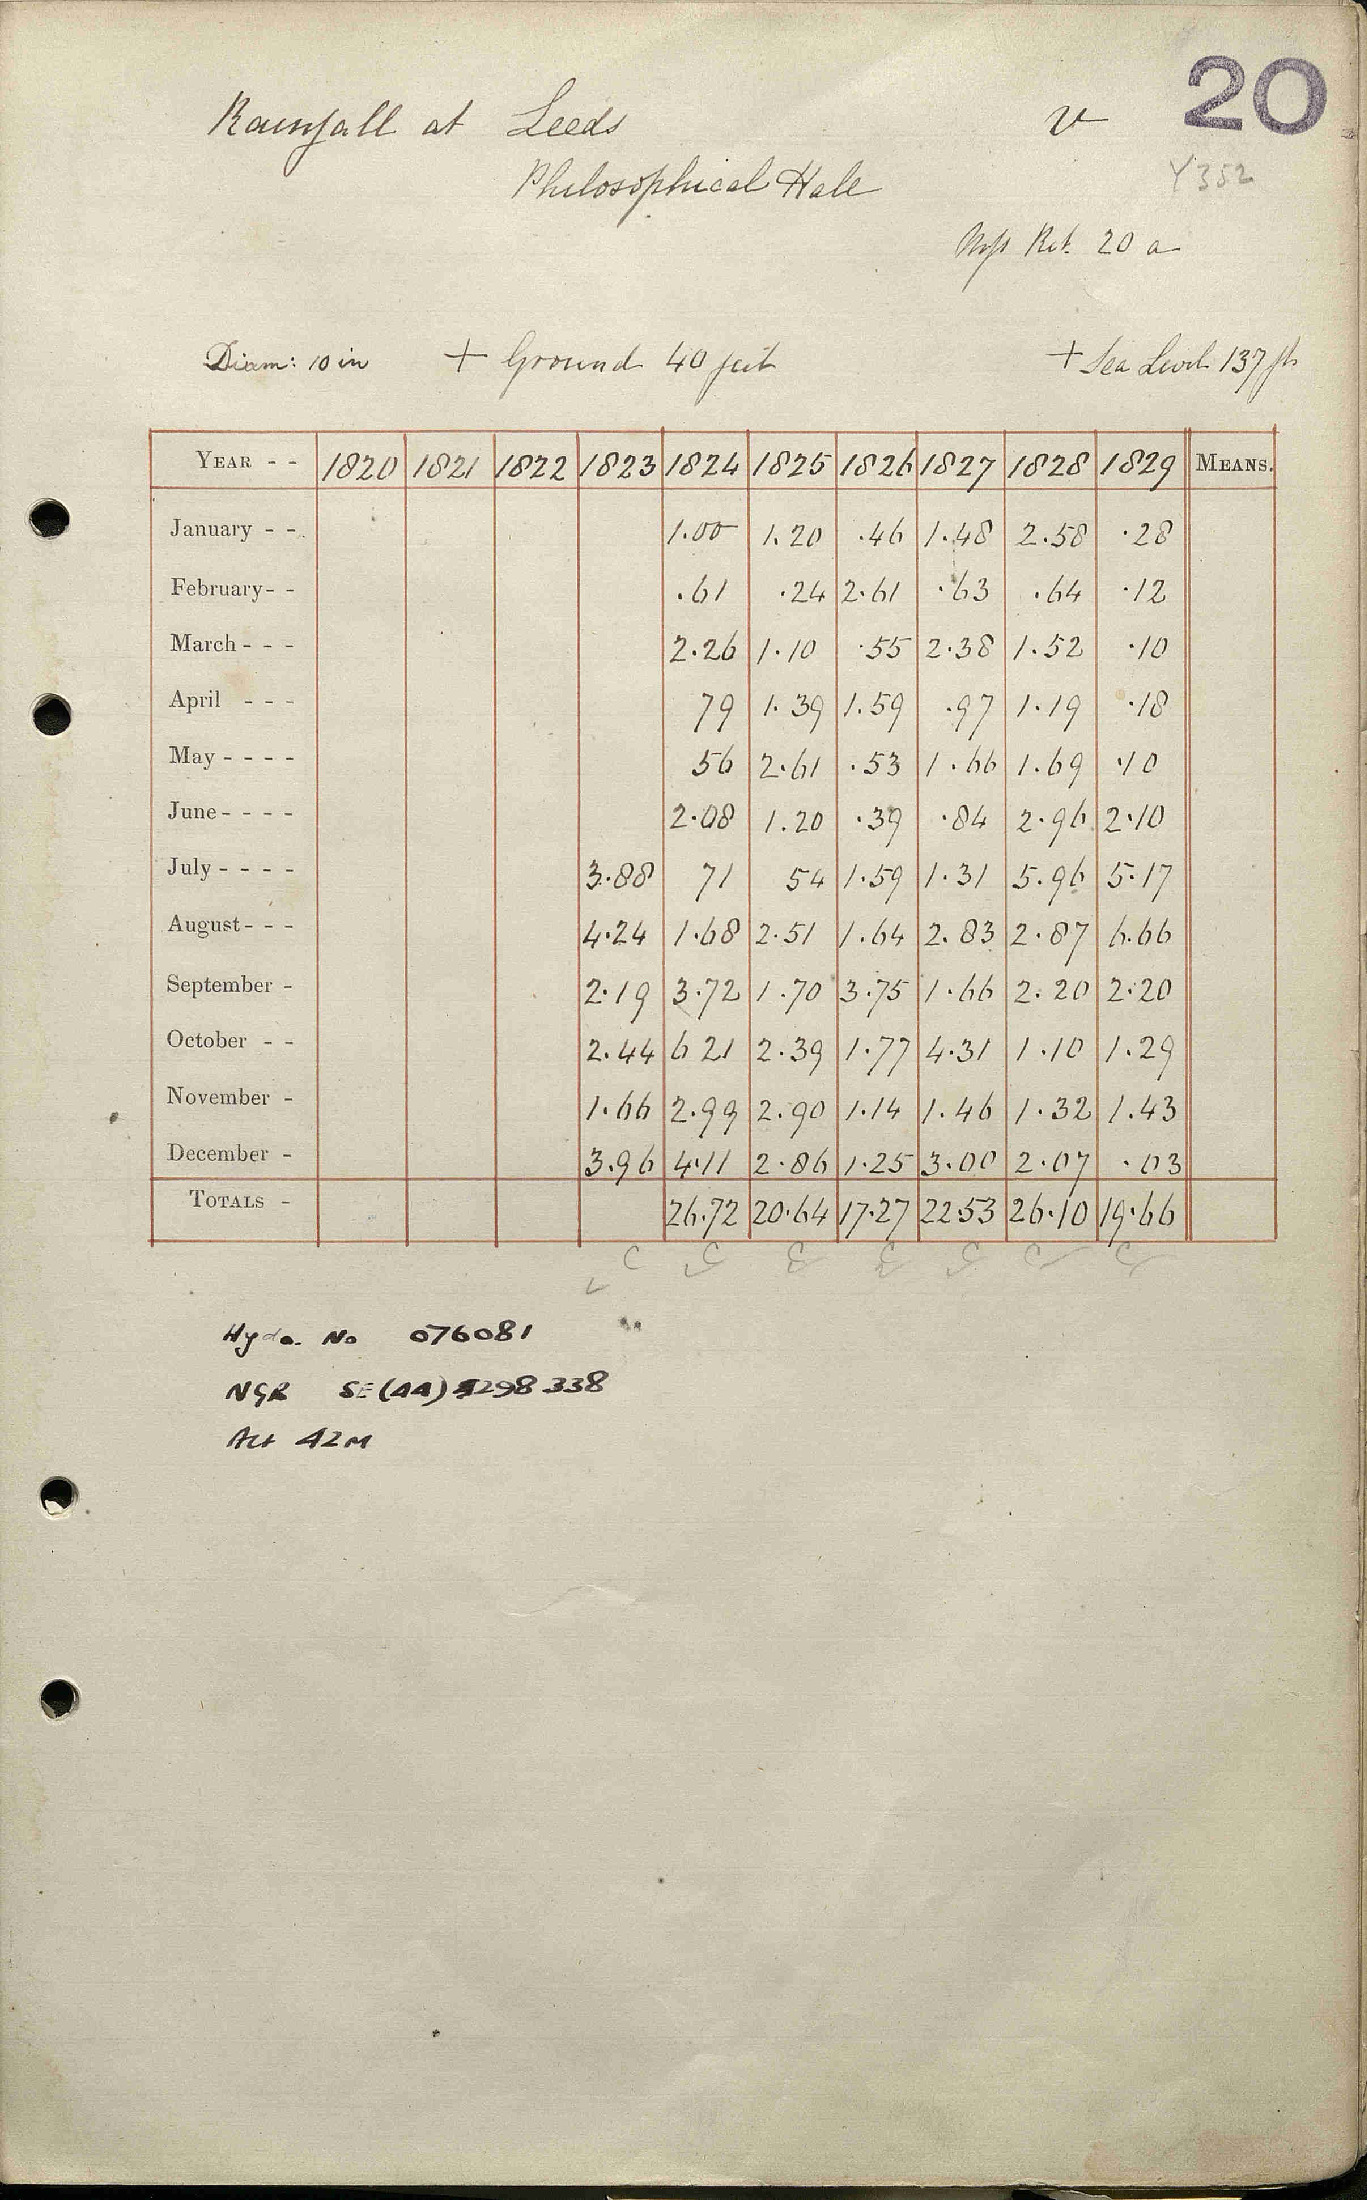 20
Rainfall at Leeds v
Philosophical Hall
Y352
Ret. 20 a
Diam: 10 in + Ground 40 feet + Sea Level 137 ft
YEAR - - 1820 1821 1822 1823 1824 1825 1826 1827 1828 1829 MEANS.
January - - 1.00 1.20 .46 1.48 2.58 .28
February - - .61 .24 2.61 .63 .64 .12
March - - - 2.26 1.10 .55 2.38 1.52 .10
April - - - 79 1.39 1.59 .97 1.19 .18
May - - - - 56 2.61 .53 1.66 1.69 .10
June - - - - 2.08 1.20 .39 .84 2.96 2.10
July - - - - 3.88 71 54 1.59 1.31 5.96 5.17
August - - - 4.24 1.68 2.51 1.64 2.83 2.87 6.66
September - 2.19 3.72 1.70 3.75 1.66 2.20 2.20
October - - 2.44 6 21 2.39 1.77 4.31 1.10 1.29
November - 1.66 2.99 2.90 1.14 1.46 1.32 1.43
December - 3.96 4.11 2.86 1.25 3.00 2.07 .03
TOTALS - 26.72 20.64 17.27 22.53 26.10 19.66
C C C C C C C
Hydro. No 076081
NGR SE(44) 298 338
Alt 42M